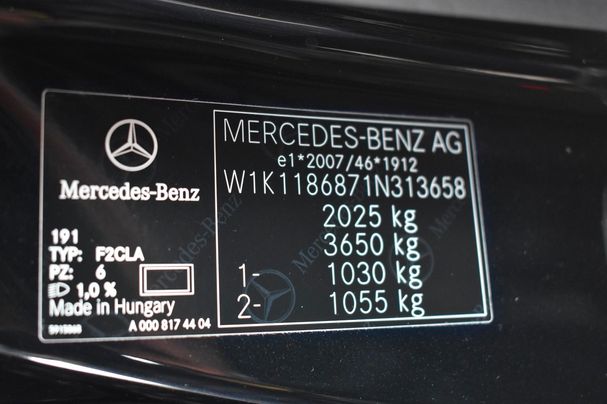 Mercedes-Benz
191
TYP: F2CLA
PZ: 6
1,0 %
Made in Hungary
A 000 817 44 04
MERCEDES-BENZ AG
e1*2007/46*1912
W1K1186871N313658
2025 kg
3650 kg
1- 1030 kg
2- 1055 kg